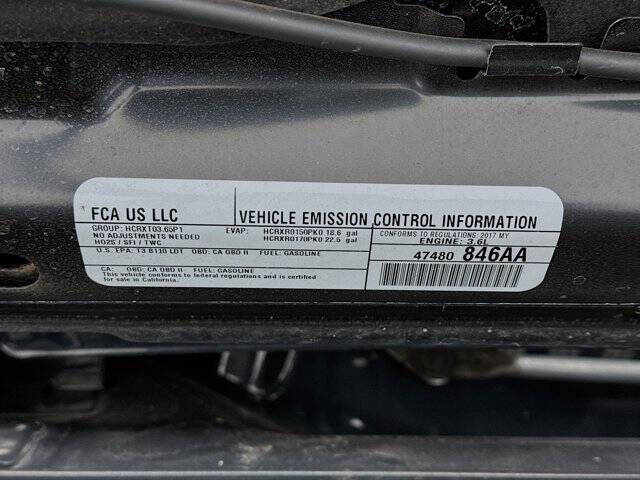 FCA US LLC
VEHICLE EMISSION CONTROL INFORMATION
GROUP: HCRXT03.65P1 EVAP: HCRXR0150PK0 18.6 gal
HCRXR0170PK0 22.5 gal
NO ADJUSTMENTS NEEDED
HO2S / SFI / TWC
CONFORMS TO REGULATIONS: 2017 MY
ENGINE: 3.6L
U.S. EPA: T3 B110 LDT OBD: CA OBD II FUEL: GASOLINE
47480 846AA
CA: OBD: CA OBD II FUEL: GASOLINE
This vehicle conforms to federal regulations and is certified
for sale in California.